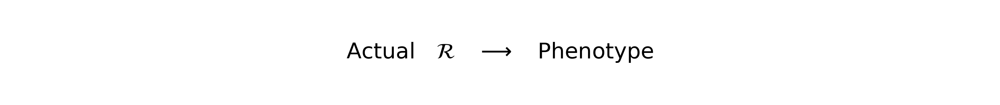 Actual ℛ ⟶ Phenotype